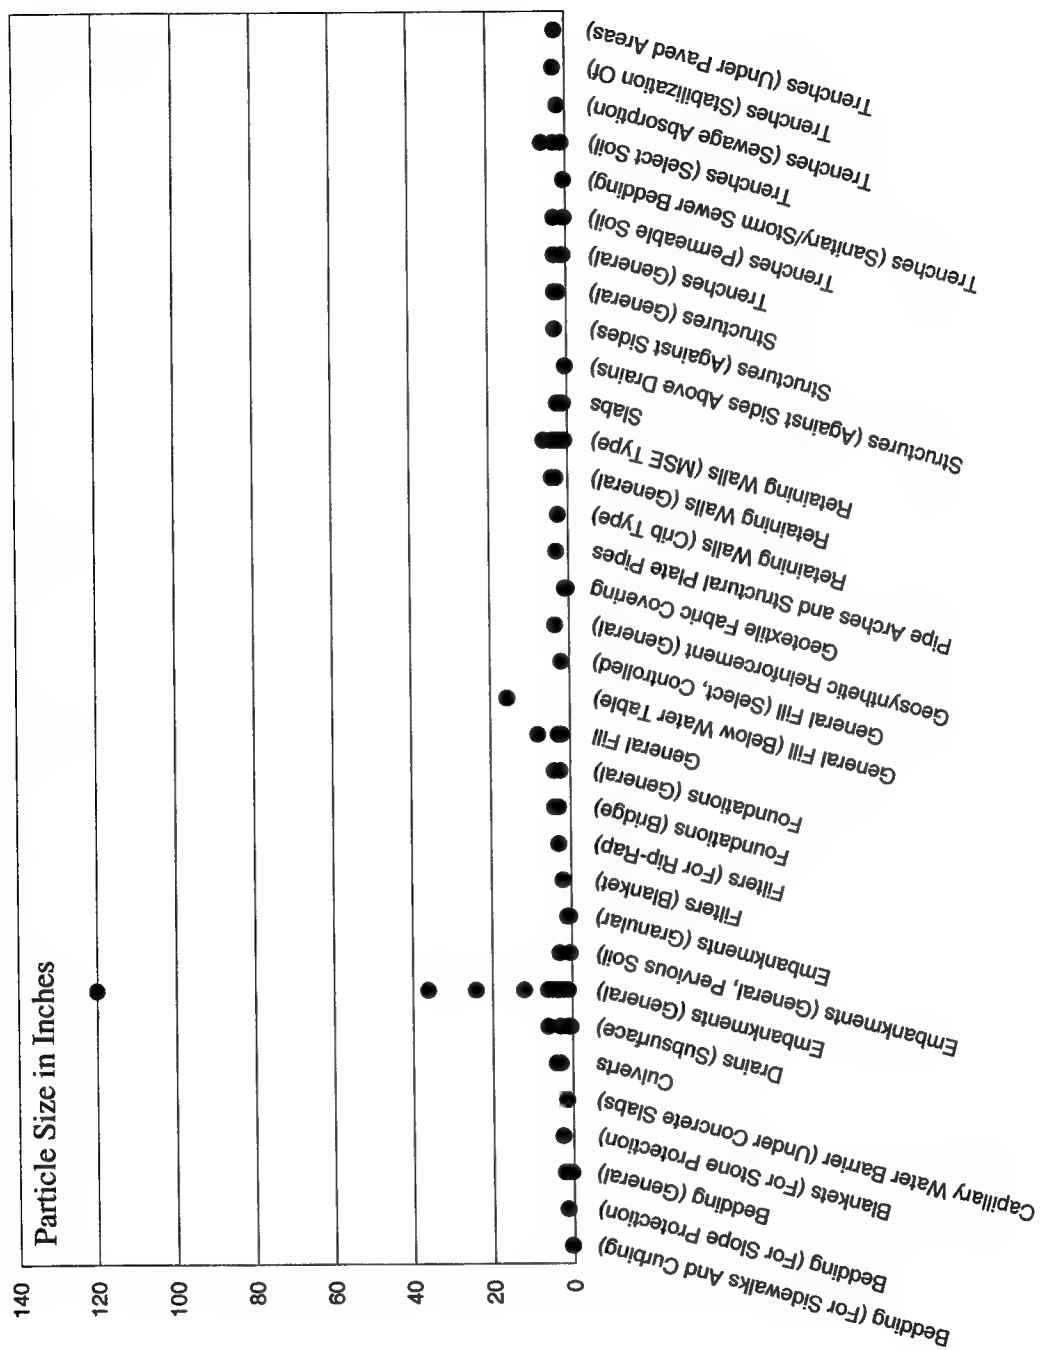 Particle Size in Inches
140
120
100
80
60
40
20
0
Bedding (For Sidewalks And Curbing)
Bedding (For Slope Protection)
Bedding (General)
Blankets (For Stone Protection)
Capillary Water Barrier (Under Concrete Slabs)
Culverts
Drains (Subsurface)
Embankments (General)
Embankments (General, Pervious Soil)
Embankments (Granular)
Filters (Blanket)
Filters (For Rip-Rap)
Foundations (Bridge)
Foundations (General)
General Fill
General Fill (Below Water Table)
General Fill (Select, Controlled)
Geosynthetic Reinforcement (General)
Geotextile Fabric Covering
Pipe Arches and Structural Plate Pipes
Retaining Walls (Crib Type)
Retaining Walls (General)
Retaining Walls (MSE Type)
Slabs
Structures (Against Sides Above Drains)
Structures (Against Sides)
Structures (General)
Trenches (General)
Trenches (Permeable Soil)
Trenches (Sanitary/Storm Sewer Bedding)
Trenches (Select Soil)
Trenches (Sewage Absorption)
Trenches (Stabilization Of)
Trenches (Under Paved Areas)